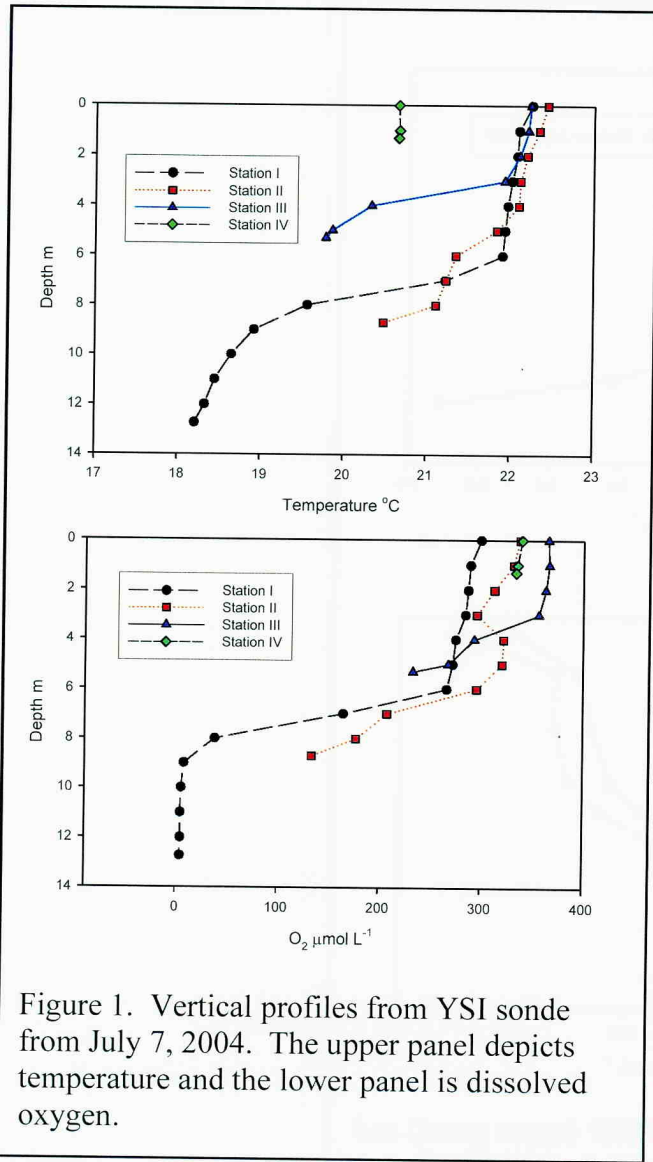 0
2
4
6
8
10
12
14
Depth m
Station I
Station II
Station III
Station IV
17 18 19 20 21 22 23
Temperature °C
0
2
4
6
8
10
12
14
Depth m
Station I
Station II
Station III
Station IV
0 100 200 300 400
O₂ μmol L⁻¹
Figure 1. Vertical profiles from YSI sonde
from July 7, 2004. The upper panel depicts
temperature and the lower panel is dissolved
oxygen.